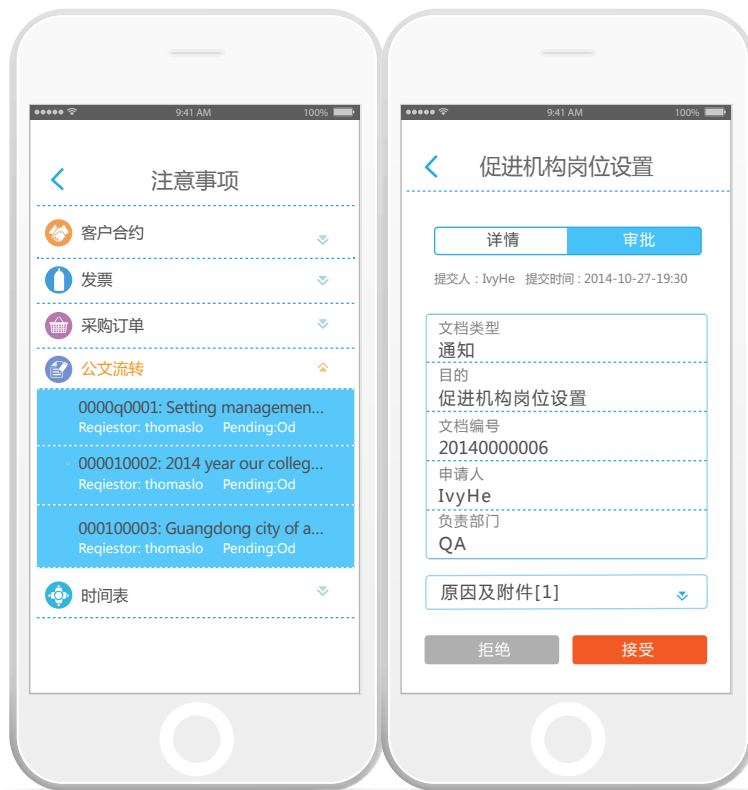 9:41 AM 100%
注意事项
客户合约
发票
采购订单
公文流转
0000q0001: Setting managemen...
Reqiestor: thomaslo Pending:Od
000010002: 2014 year our colleg...
Reqiestor: thomaslo Pending:Od
000100003: Guangdong city of a...
Reqiestor: thomaslo Pending:Od
时间表
9:41 AM 100%
促进机构岗位设置
详情 审批
提交人 : IvyHe 提交时间 : 2014-10-27-19:30
文档类型
通知
目的
促进机构岗位设置
文档编号
20140000006
申请人
IvyHe
负责部门
QA
原因及附件[1]
拒绝 接受